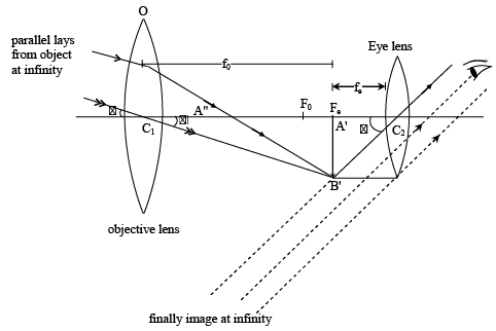 O
parallel lays
from object
at infinity
f₀
Eye lens
fₑ
A"
F₀
Fₑ
C₁
A'
C₂
B'
objective lens
finally image at infinity